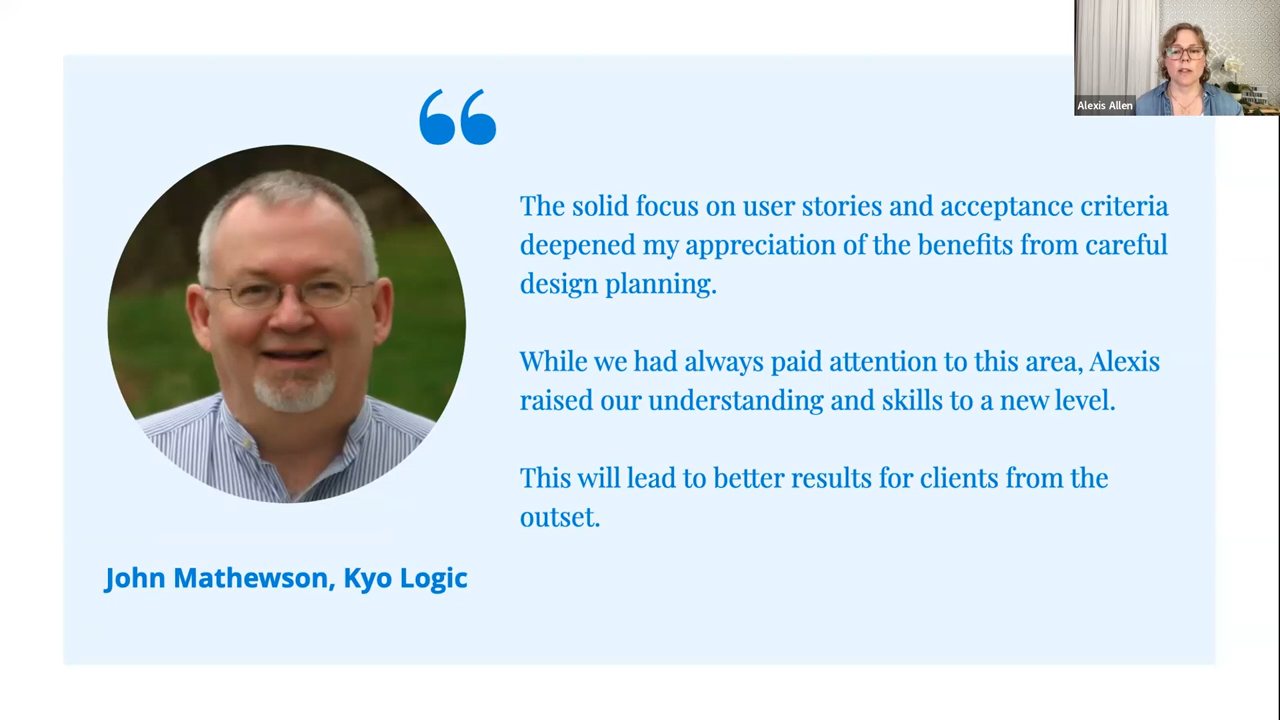 Alexis Allen
“
The solid focus on user stories and acceptance criteria
deepened my appreciation of the benefits from careful
design planning.
While we had always paid attention to this area, Alexis
raised our understanding and skills to a new level.
This will lead to better results for clients from the
outset.
John Mathewson, Kyo Logic